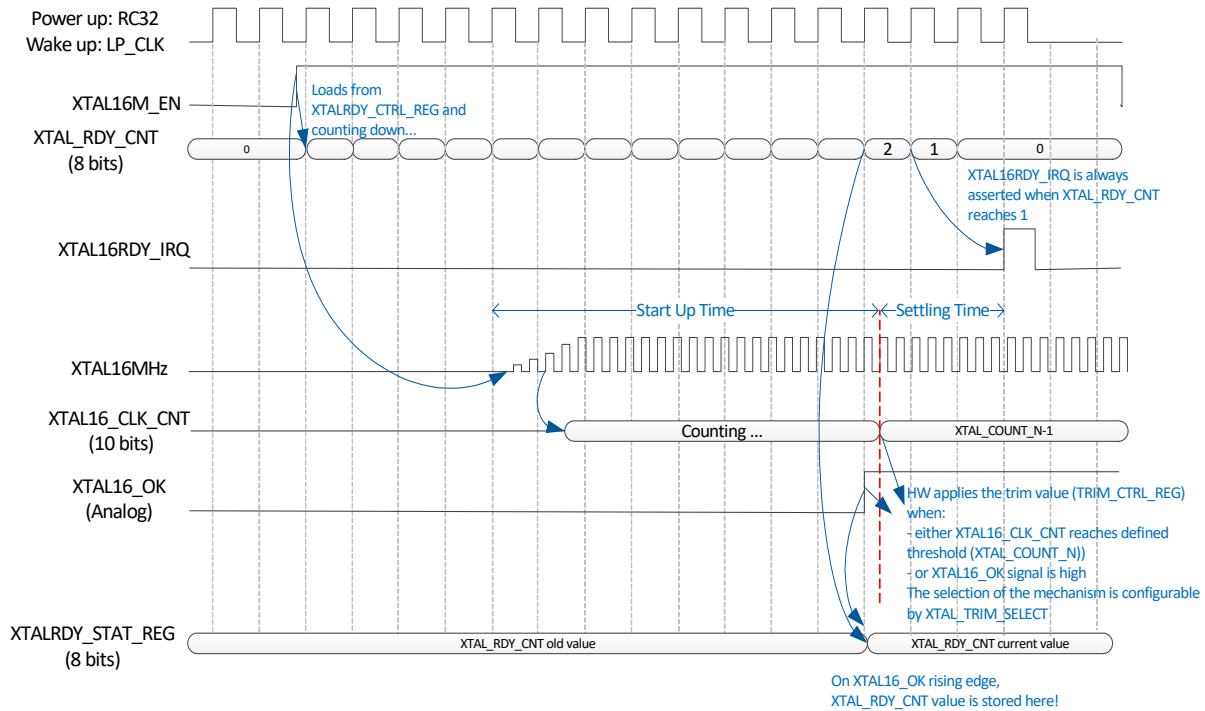 Power up: RC32
Wake up: LP_CLK
XTAL16M_EN
Loads from
XTALRDY_CTRL_REG and
counting down...
XTAL_RDY_CNT
(8 bits)
0
2
1
0
XTAL16RDY_IRQ is always
asserted when XTAL_RDY_CNT
reaches 1
XTAL16RDY_IRQ
Start Up Time
Settling Time
XTAL16MHz
XTAL16_CLK_CNT
(10 bits)
Counting ...
XTAL_COUNT_N-1
XTAL16_OK
(Analog)
HW applies the trim value (TRIM_CTRL_REG)
when:
- either XTAL16_CLK_CNT reaches defined
threshold (XTAL_COUNT_N))
- or XTAL16_OK signal is high
The selection of the mechanism is configurable
by XTAL_TRIM_SELECT
XTALRDY_STAT_REG
(8 bits)
XTAL_RDY_CNT old value
XTAL_RDY_CNT current value
On XTAL16_OK rising edge,
XTAL_RDY_CNT value is stored here!